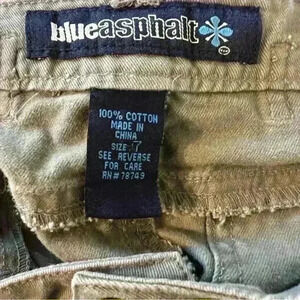 blueasphalt
100% COTTON
MADE IN
CHINA
SIZE 7
SEE REVERSE
FOR CARE
RN# 78749